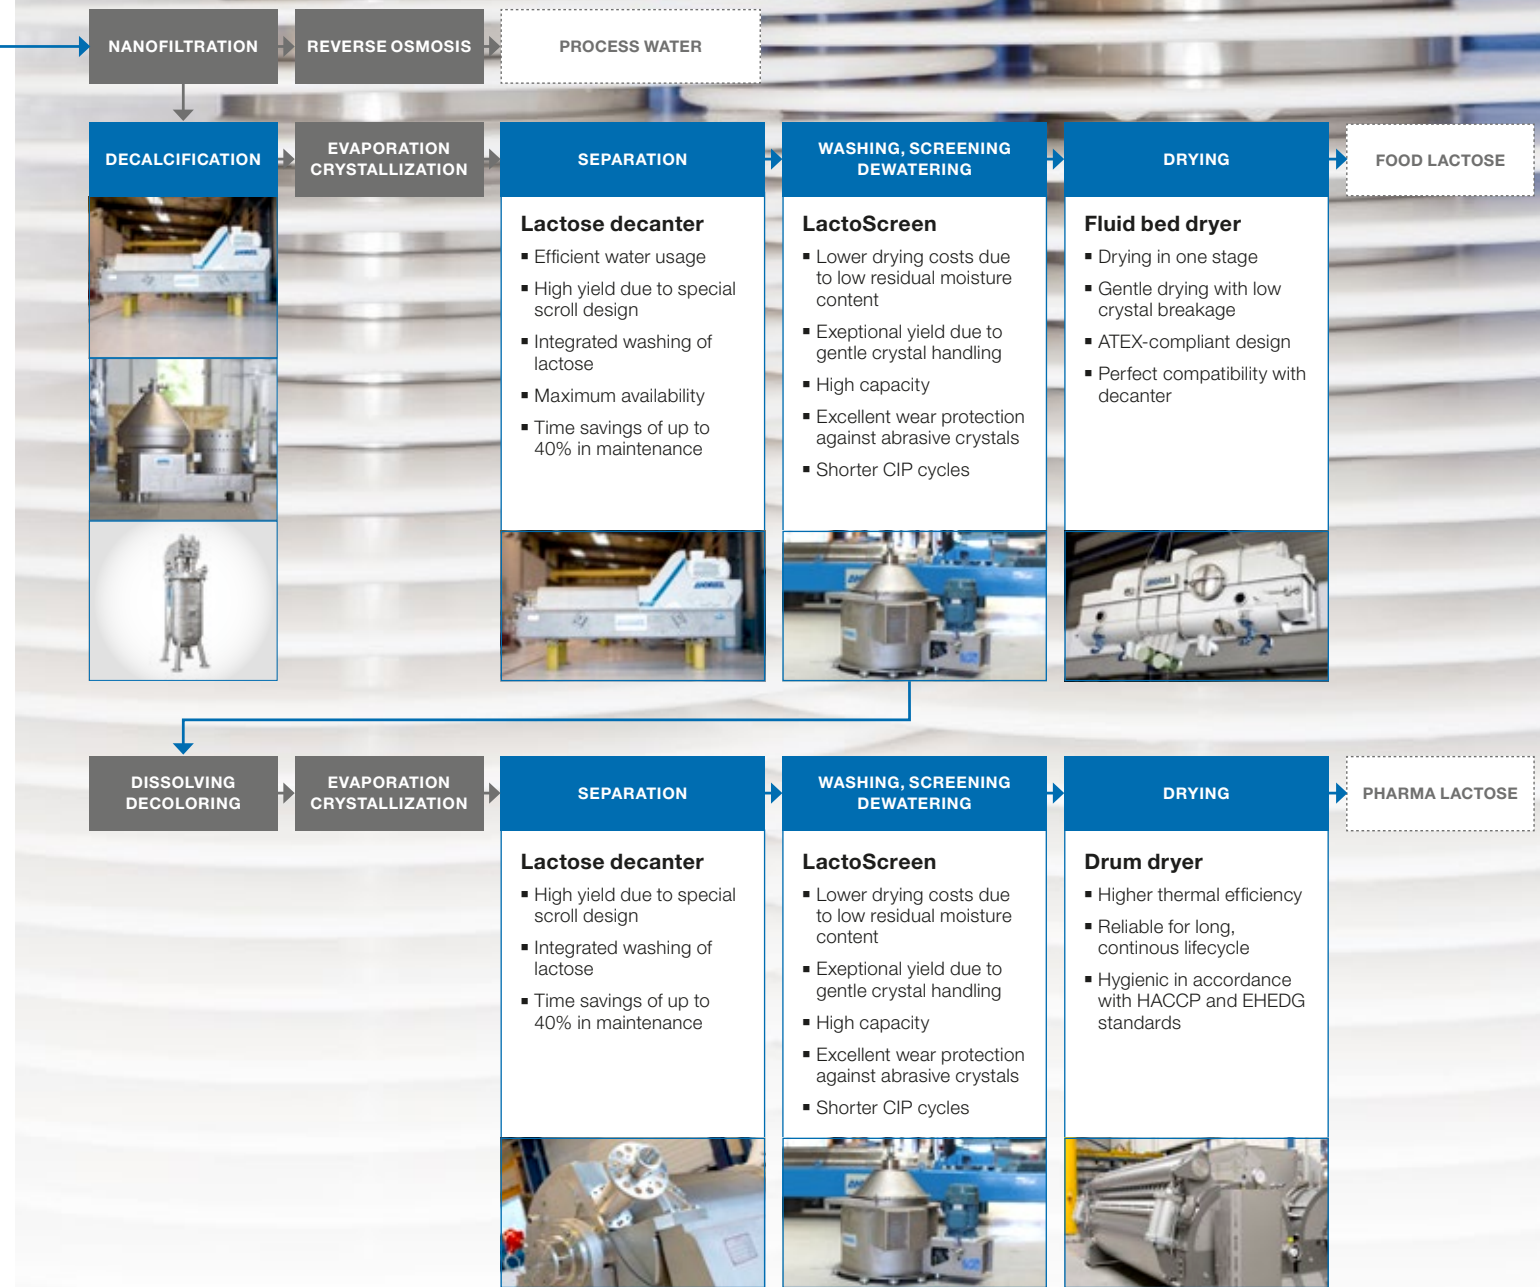 NANOFILTRATION
REVERSE OSMOSIS
PROCESS WATER
DECALCIFICATION
EVAPORATION
CRYSTALLIZATION
SEPARATION
WASHING, SCREENING
DEWATERING
DRYING
FOOD LACTOSE
Lactose decanter
▪ Efficient water usage
▪ High yield due to special
scroll design
▪ Integrated washing of
lactose
▪ Maximum availability
▪ Time savings of up to
40% in maintenance
LactoScreen
▪ Lower drying costs due
to low residual moisture
content
▪ Exeptional yield due to
gentle crystal handling
▪ High capacity
▪ Excellent wear protection
against abrasive crystals
▪ Shorter CIP cycles
Fluid bed dryer
▪ Drying in one stage
▪ Gentle drying with low
crystal breakage
▪ ATEX-compliant design
▪ Perfect compatibility with
decanter
DISSOLVING
DECOLORING
EVAPORATION
CRYSTALLIZATION
SEPARATION
WASHING, SCREENING
DEWATERING
DRYING
PHARMA LACTOSE
Lactose decanter
▪ High yield due to special
scroll design
▪ Integrated washing of
lactose
▪ Time savings of up to
40% in maintenance
LactoScreen
▪ Lower drying costs due
to low residual moisture
content
▪ Exeptional yield due to
gentle crystal handling
▪ High capacity
▪ Excellent wear protection
against abrasive crystals
▪ Shorter CIP cycles
Drum dryer
▪ Higher thermal efficiency
▪ Reliable for long,
continous lifecycle
▪ Hygienic in accordance
with HACCP and EHEDG
standards